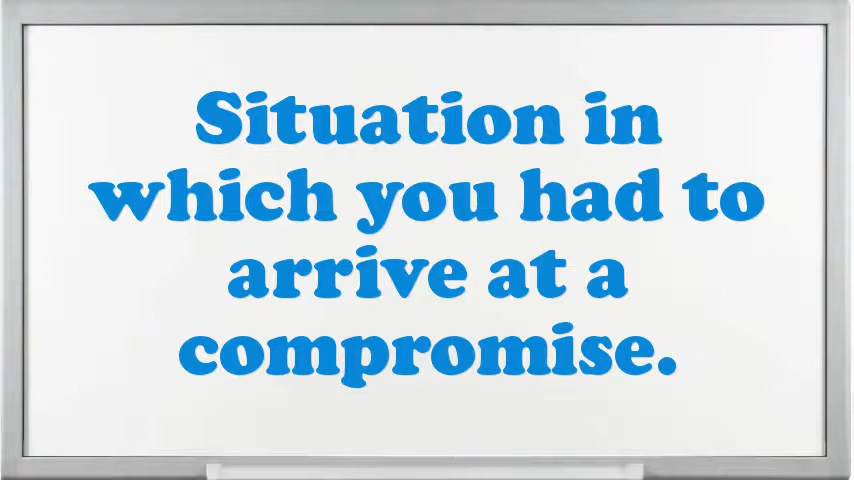 Situation in
which you had to
arrive at a
compromise.